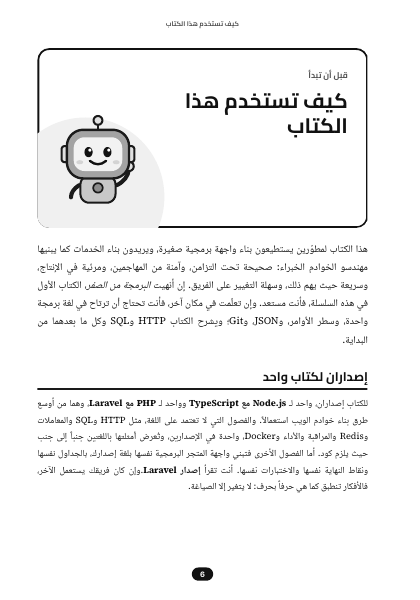 كيف تستخدم هذا الكتاب
قبل أن تبدأ
كيف تستخدم هذا
الكتاب
هذا الكتاب لمطوّرين يستطيعون بناء واجهة برمجية صغيرة، ويريدون بناء الخدمات كما يبنيها
مهندسو الخوادم الخبراء: صحيحة تحت التزامن، وآمنة من المهاجمين، ومرئية في الإنتاج،
وسريعة حيث يهم ذلك، وسهلة التغيير على الفريق. إن أنهيت البرمجة من الصفر، الكتاب الأول
في هذه السلسلة، فأنت مستعد. وإن تعلّمت في مكان آخر، فأنت تحتاج أن ترتاح في لغة برمجة
واحدة، وسطر الأوامر، وJSON، وGit؛ ويشرح الكتاب HTTP وSQL وكل ما بعدهما من
البداية.
إصداران لكتاب واحد
للكتاب إصداران، واحد لـ Node.js مع TypeScript وواحد لـ PHP مع Laravel، وهما من أوسع
طرق بناء خوادم الويب استعمالاً. والفصول التي لا تعتمد على اللغة، مثل HTTP وSQL والمعاملات
وRedis والمراقبة والأداء وDocker، واحدة في الإصدارين، وتُعرض أمثلتها باللغتين جنباً إلى جنب
حيث يلزم كود. أما الفصول الأخرى فتبني واجهة المتجر البرمجية نفسها بلغة إصدارك، بالجداول نفسها
ونقاط النهاية نفسها والاختبارات نفسها. أنت تقرأ إصدار Laravel.وإن كان فريقك يستعمل الآخر،
فالأفكار تنطبق كما هي حرفاً بحرف: لا يتغير إلا الصياغة.
6